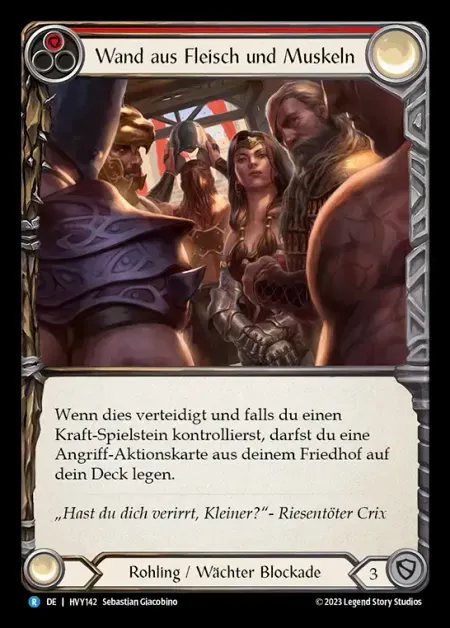 Wand aus Fleisch und Muskeln
Wenn dies verteidigt und falls du einen
Kraft-Spielstein kontrollierst, darfst du eine
Angriff-Aktionskarte aus deinem Friedhof auf
dein Deck legen.
„Hast du dich verirrt, Kleiner?“- Riesentöter Crix
Rohling / Wächter Blockade
3
R DE | HVY142 Sebastian Giacobino
© 2023 Legend Story Studios